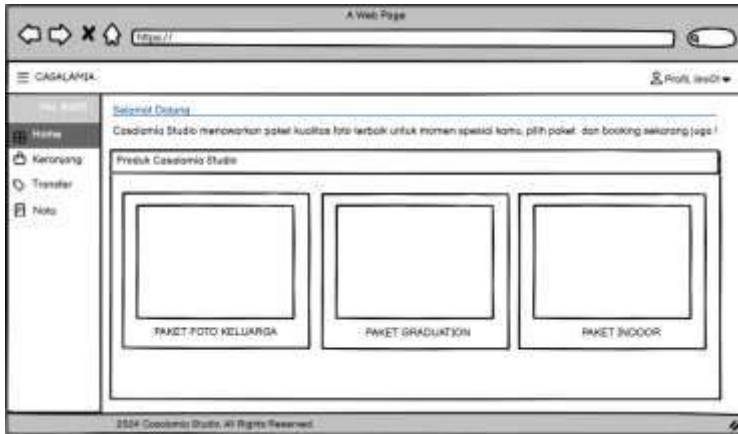 A Web Page
https://
CASALAMIA
Profil
Selamat Datang
Casalamia Studio menawarkan paket kualitas foto terbaik untuk momen spesial kamu, pilih paket dan booking sekarang juga !
Home
Keranjang
Transfer
Nota
Produk Casalamia Studio
PAKET FOTO KELUARGA
PAKET GRADUATION
PAKET INDOOR
2024 Casalamia Studio. All Rights Reserved.